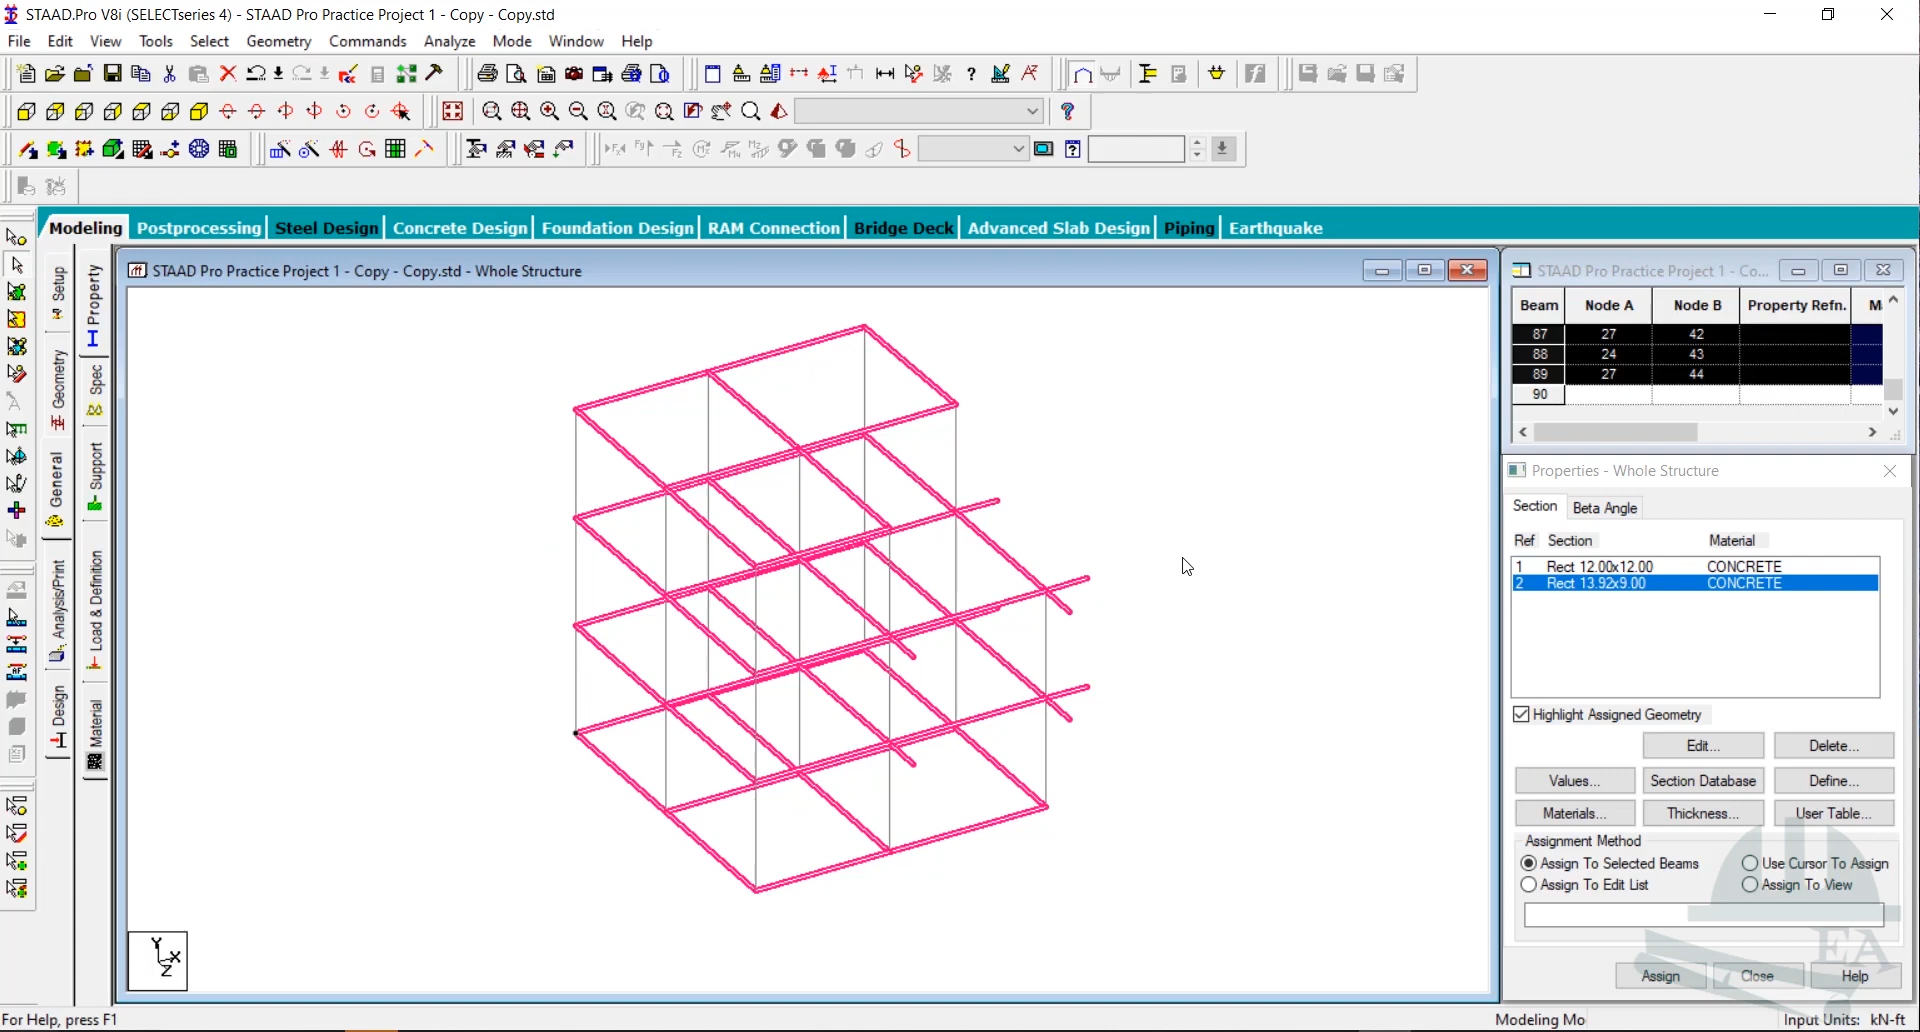 STAAD.Pro V8i (SELECTseries 4) - STAAD Pro Practice Project 1 - Copy - Copy.std
File Edit View Tools Select Geometry Commands Analyze Mode Window Help
Modeling Postprocessing Steel Design Concrete Design Foundation Design RAM Connection Bridge Deck Advanced Slab Design Piping Earthquake
Setup
Geometry
General
Analysis/Print
Design
Property
Spec
Support
Load & Definition
Material
STAAD Pro Practice Project 1 - Copy - Copy.std - Whole Structure
Y
X
Z
STAAD Pro Practice Project 1 - Co...
Beam Node A Node B Property Refn. M
87 27 42
88 24 43
89 27 44
90
Properties - Whole Structure
Section Beta Angle
Ref Section Material
1 Rect 12.00x12.00 CONCRETE
2 Rect 13.92x9.00 CONCRETE
Highlight Assigned Geometry
Edit... Delete...
Values... Section Database Define...
Materials... Thickness... User Table...
Assignment Method
Assign To Selected Beams Use Cursor To Assign
Assign To Edit List Assign To View
EA
Assign Close Help
For Help, press F1
Modeling Mo
Input Units: kN-ft